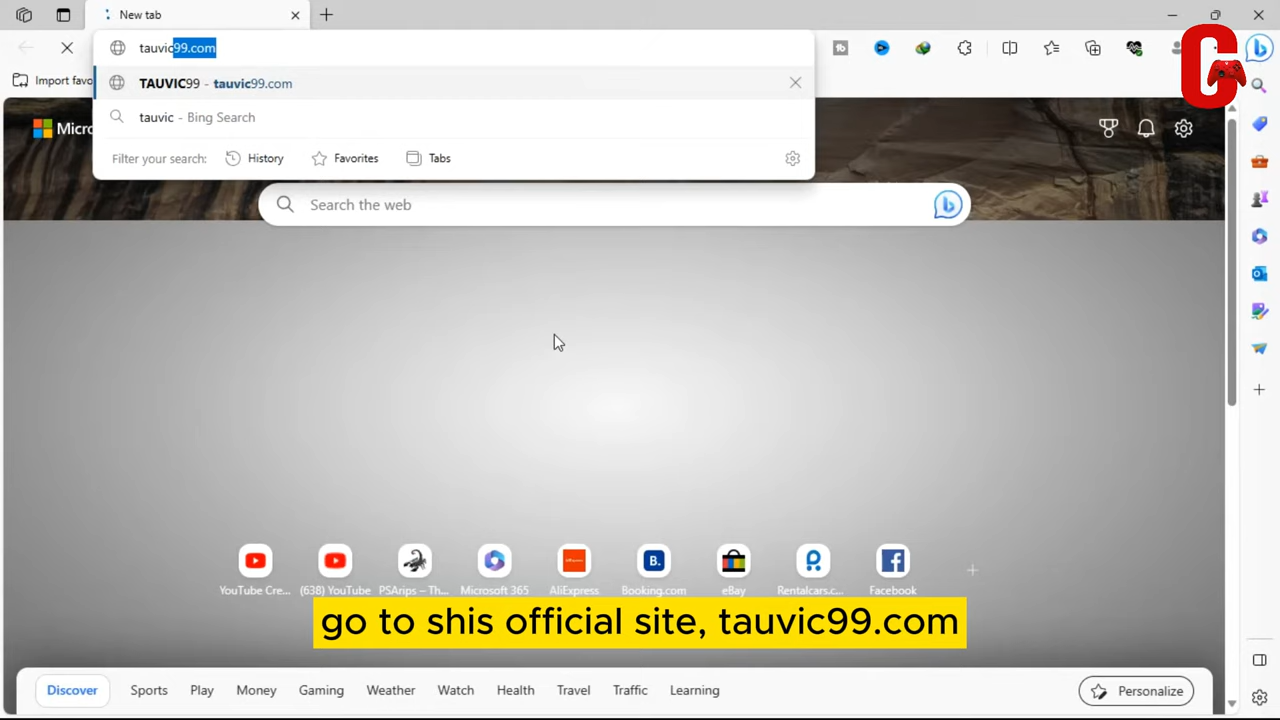 New tab
tauvic99.com
Import favo
TAUVIC99 - tauvic99.com
tauvic - Bing Search
Filter your search:
History
Favorites
Tabs
Micro
Search the web
YouTube Cre...
(638) YouTube
PSArips – Th...
Microsoft 365
AliExpress
Booking.com
eBay
Rentalcars.c...
Facebook
go to shis official site, tauvic99.com
Discover
Sports
Play
Money
Gaming
Weather
Watch
Health
Travel
Traffic
Learning
Personalize